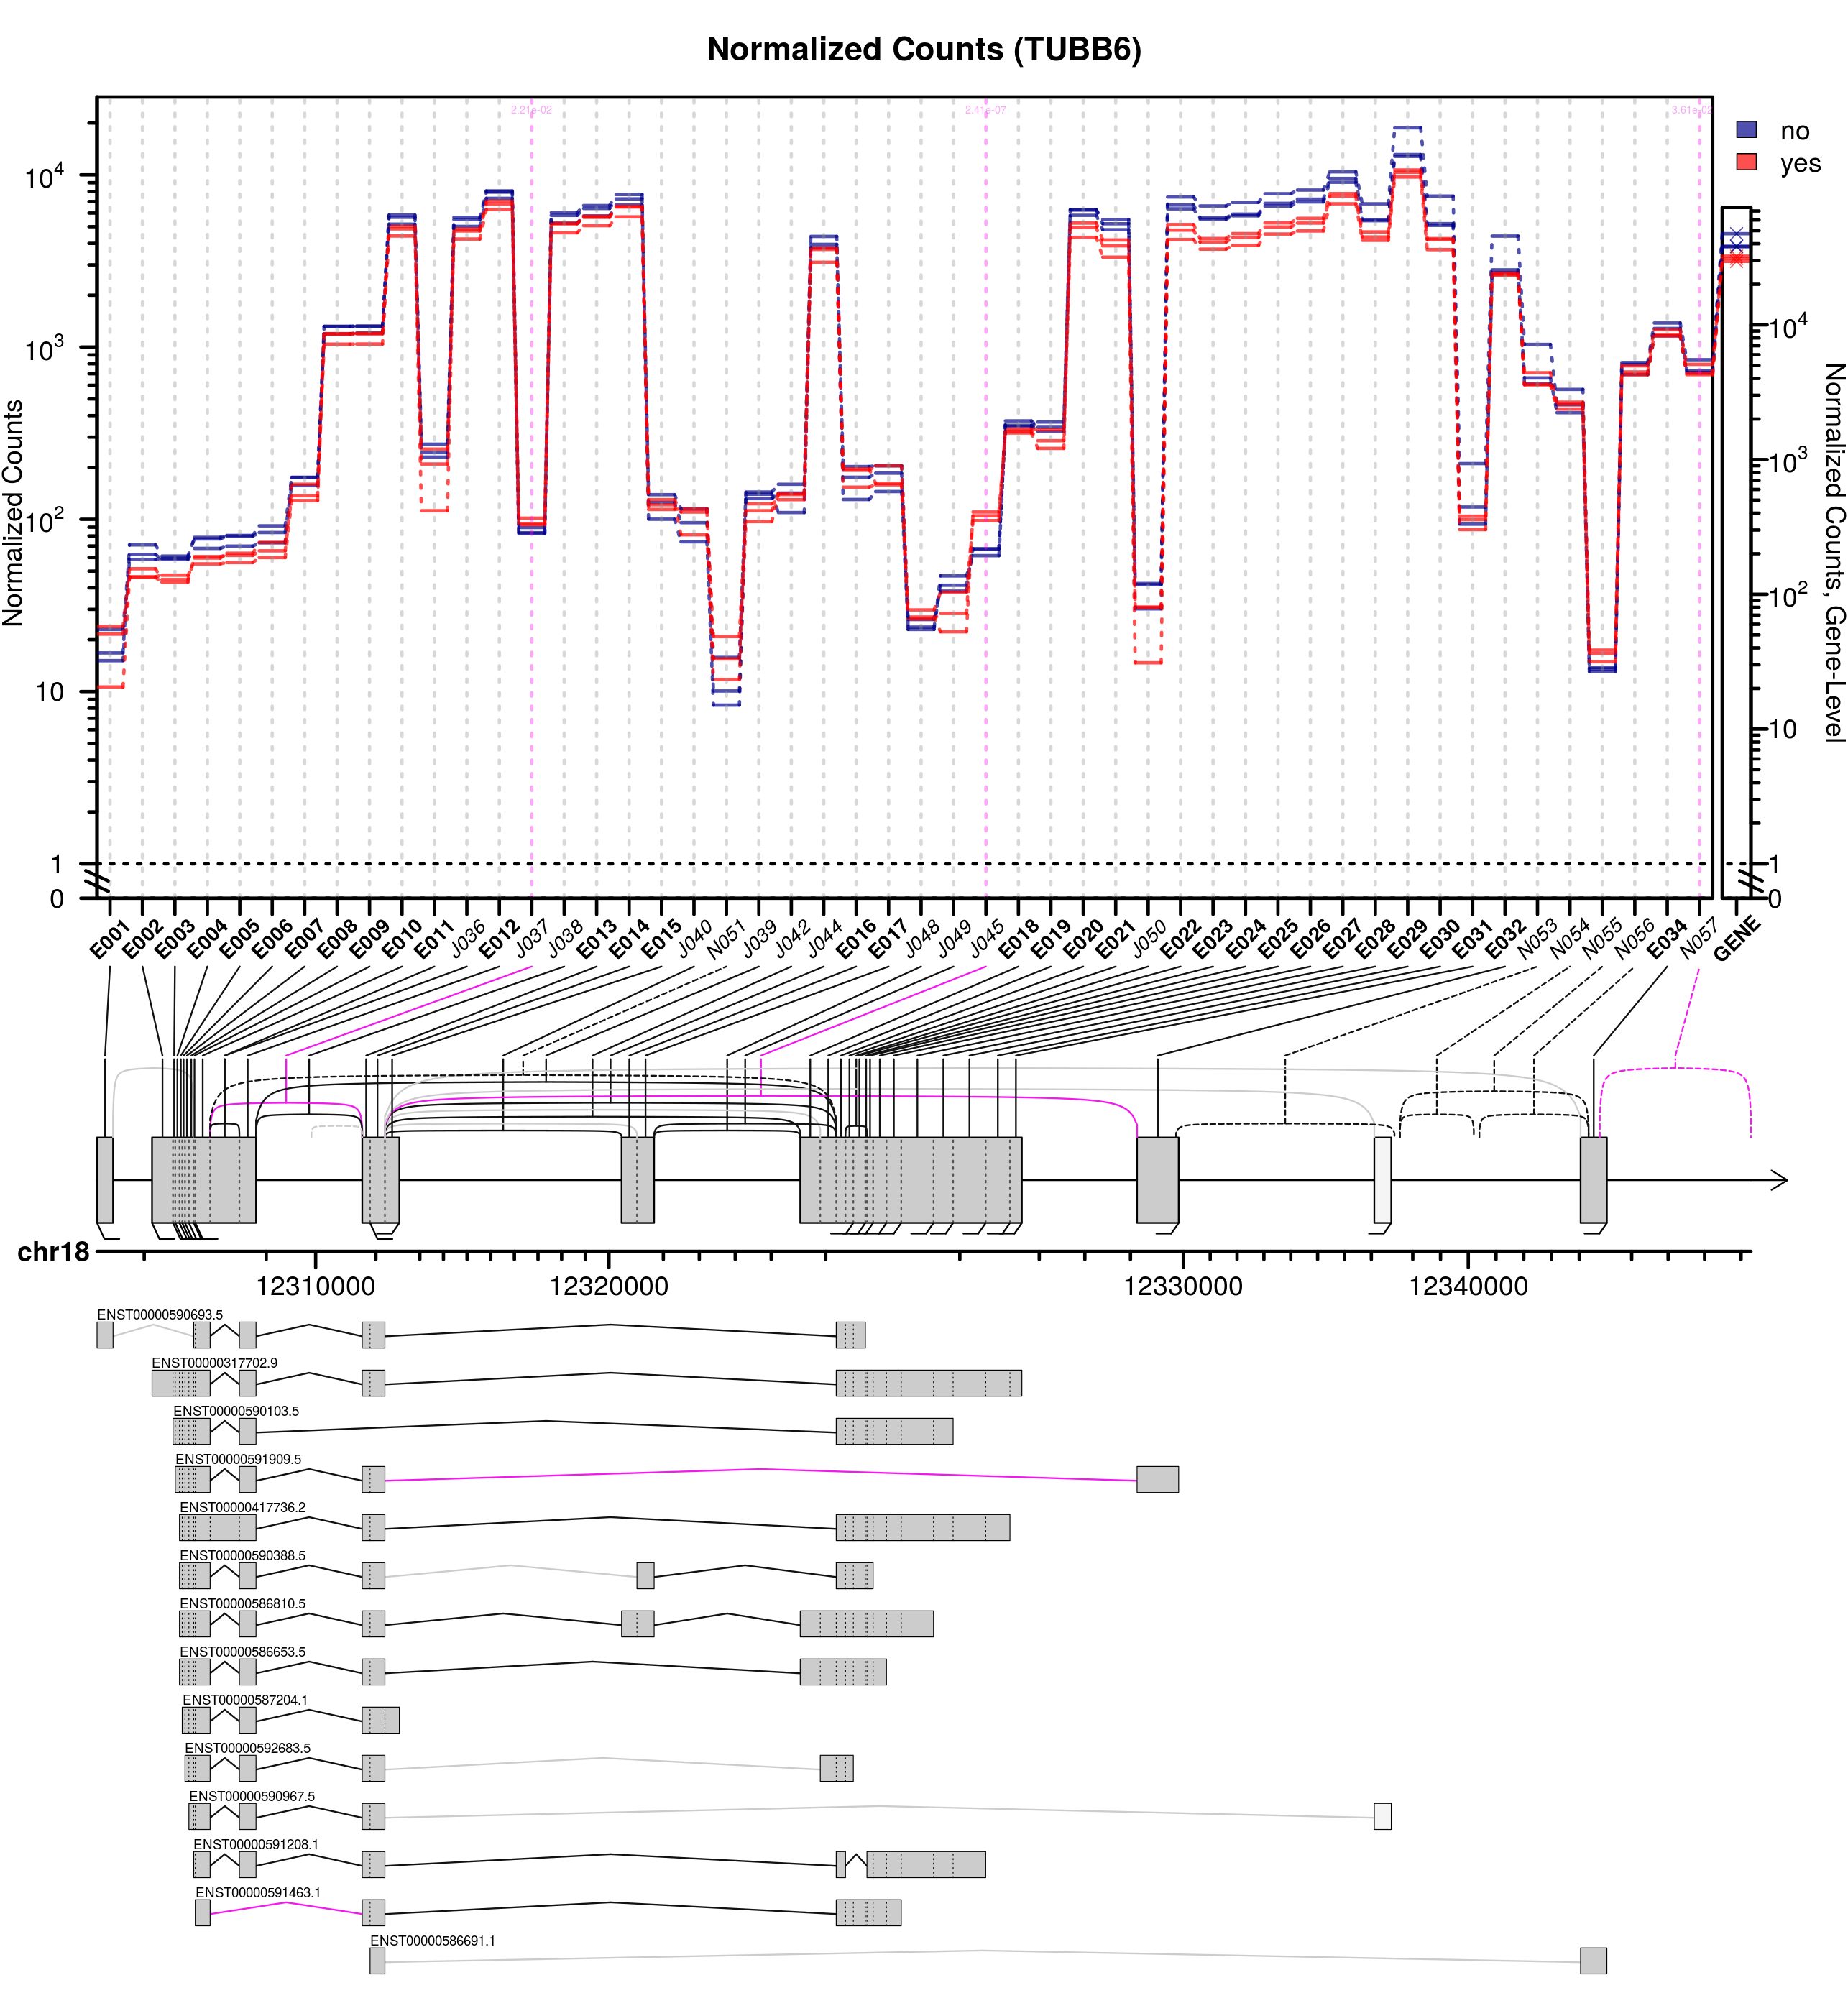 Normalized Counts (TUBB6)
2.21e-02 2.41e-07 3.61e-02
no
yes
Normalized Counts
10^4
10^3
10^2
10
1
0
Normalized Counts, Gene-Level
10^4
10^3
10^2
10
1
0
E001 E002 E003 E004 E005 E006 E007 E008 E009 E010 E011 J036 E012 J037 J038 E013 E014 E015 J040 N051 J039 J042 J044 E016 E017 J048 J049 J045 E018 E019 E020 E021 J050 E022 E023 E024 E025 E026 E027 E028 E029 E030 E031 E032 N053 N054 N055 N056 E034 N057 GENE
chr18
12310000 12320000 12330000 12340000
ENST00000590693.5
ENST00000317702.9
ENST00000590103.5
ENST00000591909.5
ENST00000417736.2
ENST00000590388.5
ENST00000586810.5
ENST00000586653.5
ENST00000587204.1
ENST00000592683.5
ENST00000590967.5
ENST00000591208.1
ENST00000591463.1
ENST00000586691.1